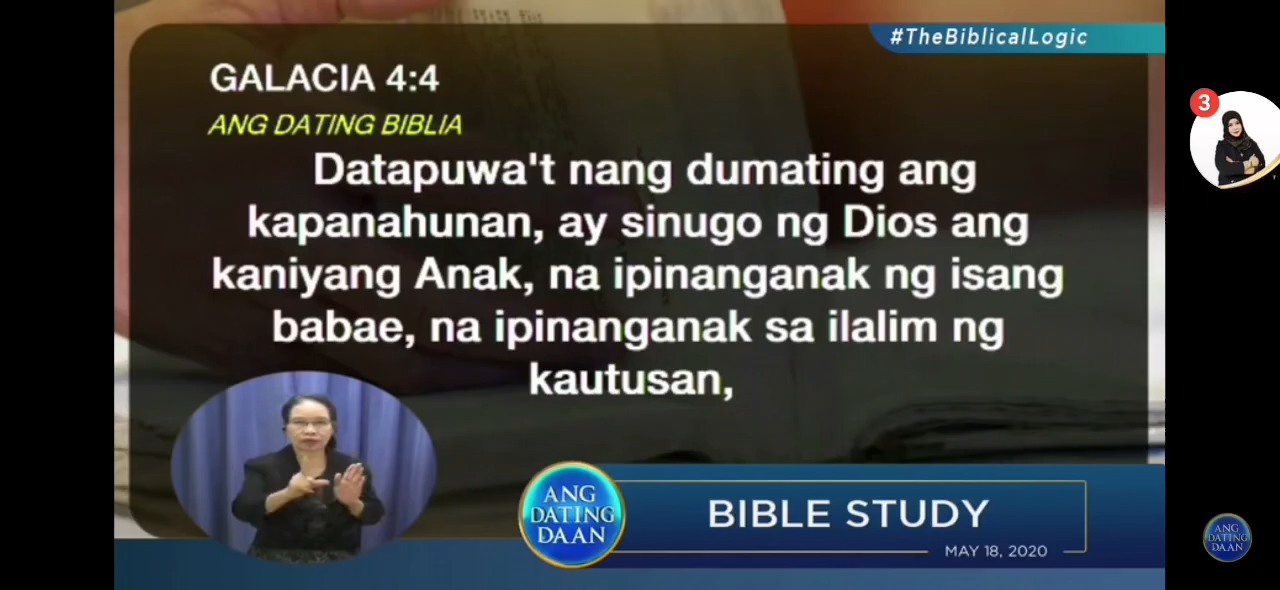 #TheBiblicalLogic
GALACIA 4:4
ANG DATING BIBLIA
Datapuwa't nang dumating ang
kapanahunan, ay sinugo ng Dios ang
kaniyang Anak, na ipinanganak ng isang
babae, na ipinanganak sa ilalim ng
kautusan,
3
ANG
DATING
DAAN
BIBLE STUDY
MAY 18, 2020
ANG
DATING
DAAN